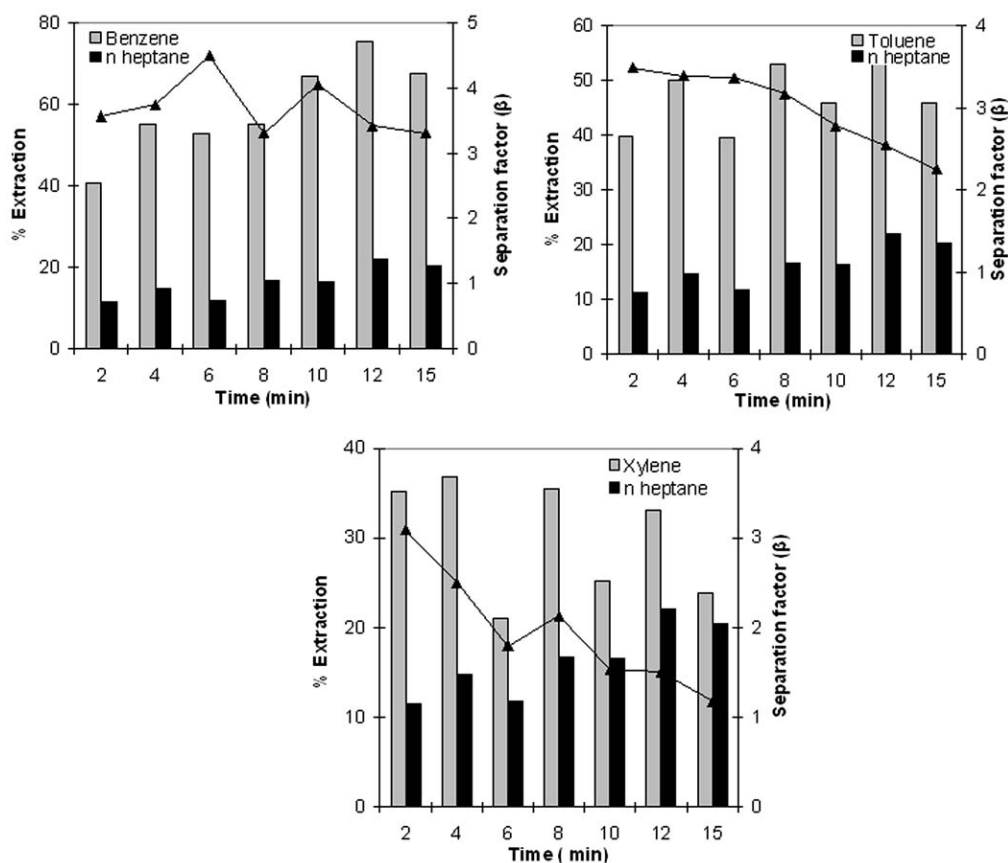 80
60
40
20
0
% Extraction
Benzene
n heptane
5
4
3
2
1
0
Separation factor (β)
2 4 6 8 10 12 15
Time (min)
60
50
40
30
20
10
0
% Extraction
Toluene
n heptane
4
3
2
1
0
Separation factor (β)
2 4 6 8 10 12 15
Time (min)
40
30
20
10
0
% Extraction
Xylene
n heptane
4
3
2
1
0
Separation factor (β)
2 4 6 8 10 12 15
Time ( min)